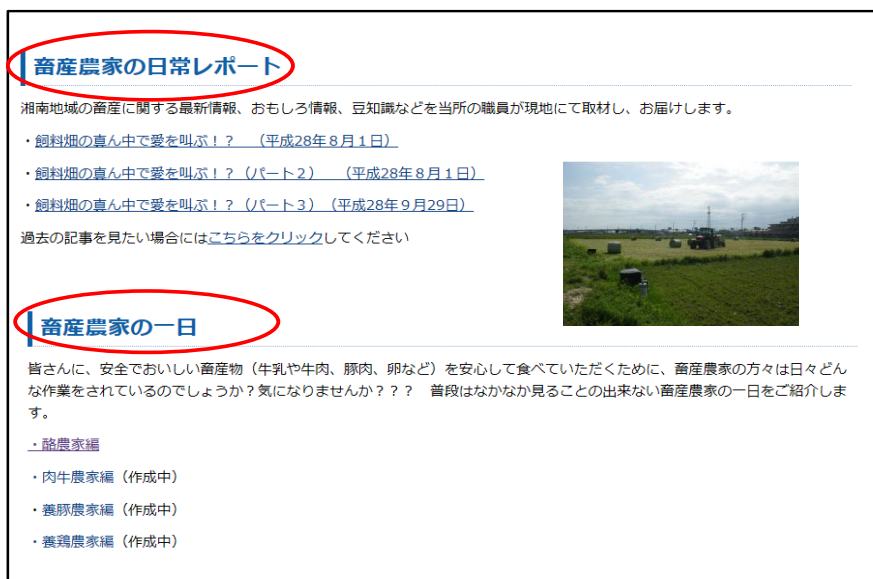 畜産農家の日常レポート
湘南地域の畜産に関する最新情報、おもしろ情報、豆知識などを当所の職員が現地にて取材し、お届けします。
・飼料畑の真ん中で愛を叫ぶ！？　（平成28年８月１日）
・飼料畑の真ん中で愛を叫ぶ！？（パート２）　（平成28年８月１日）
・飼料畑の真ん中で愛を叫ぶ！？（パート３）（平成28年９月29日）
過去の記事を見たい場合にはこちらをクリックしてください
畜産農家の一日
皆さんに、安全でおいしい畜産物（牛乳や牛肉、豚肉、卵など）を安心して食べていただくために、畜産農家の方々は日々どん
な作業をされているのでしょうか？気になりませんか？？？　普段はなかなか見ることの出来ない畜産農家の一日をご紹介しま
す。
・酪農家編
・肉牛農家編（作成中）
・養豚農家編（作成中）
・養鶏農家編（作成中）